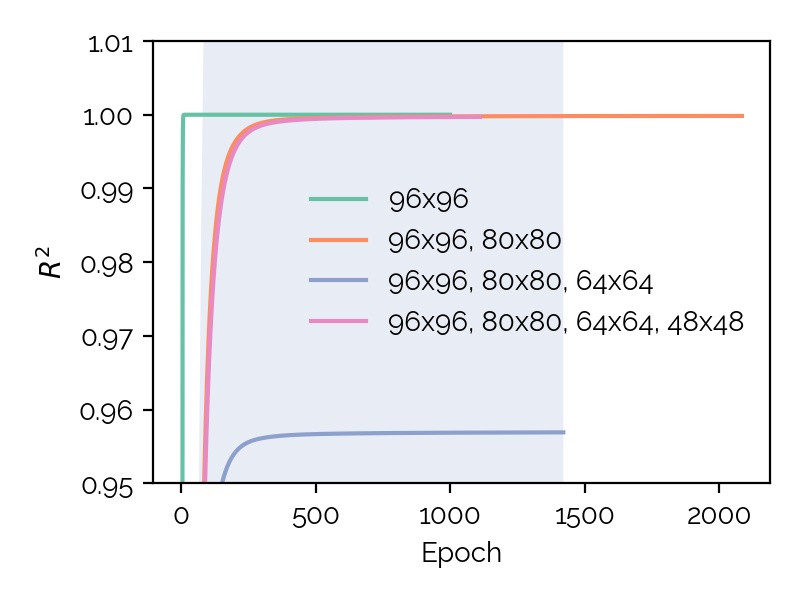 1.01
1.00
0.99
0.98
0.97
0.96
0.95
R²
96x96
96x96, 80x80
96x96, 80x80, 64x64
96x96, 80x80, 64x64, 48x48
0 500 1000 1500 2000
Epoch